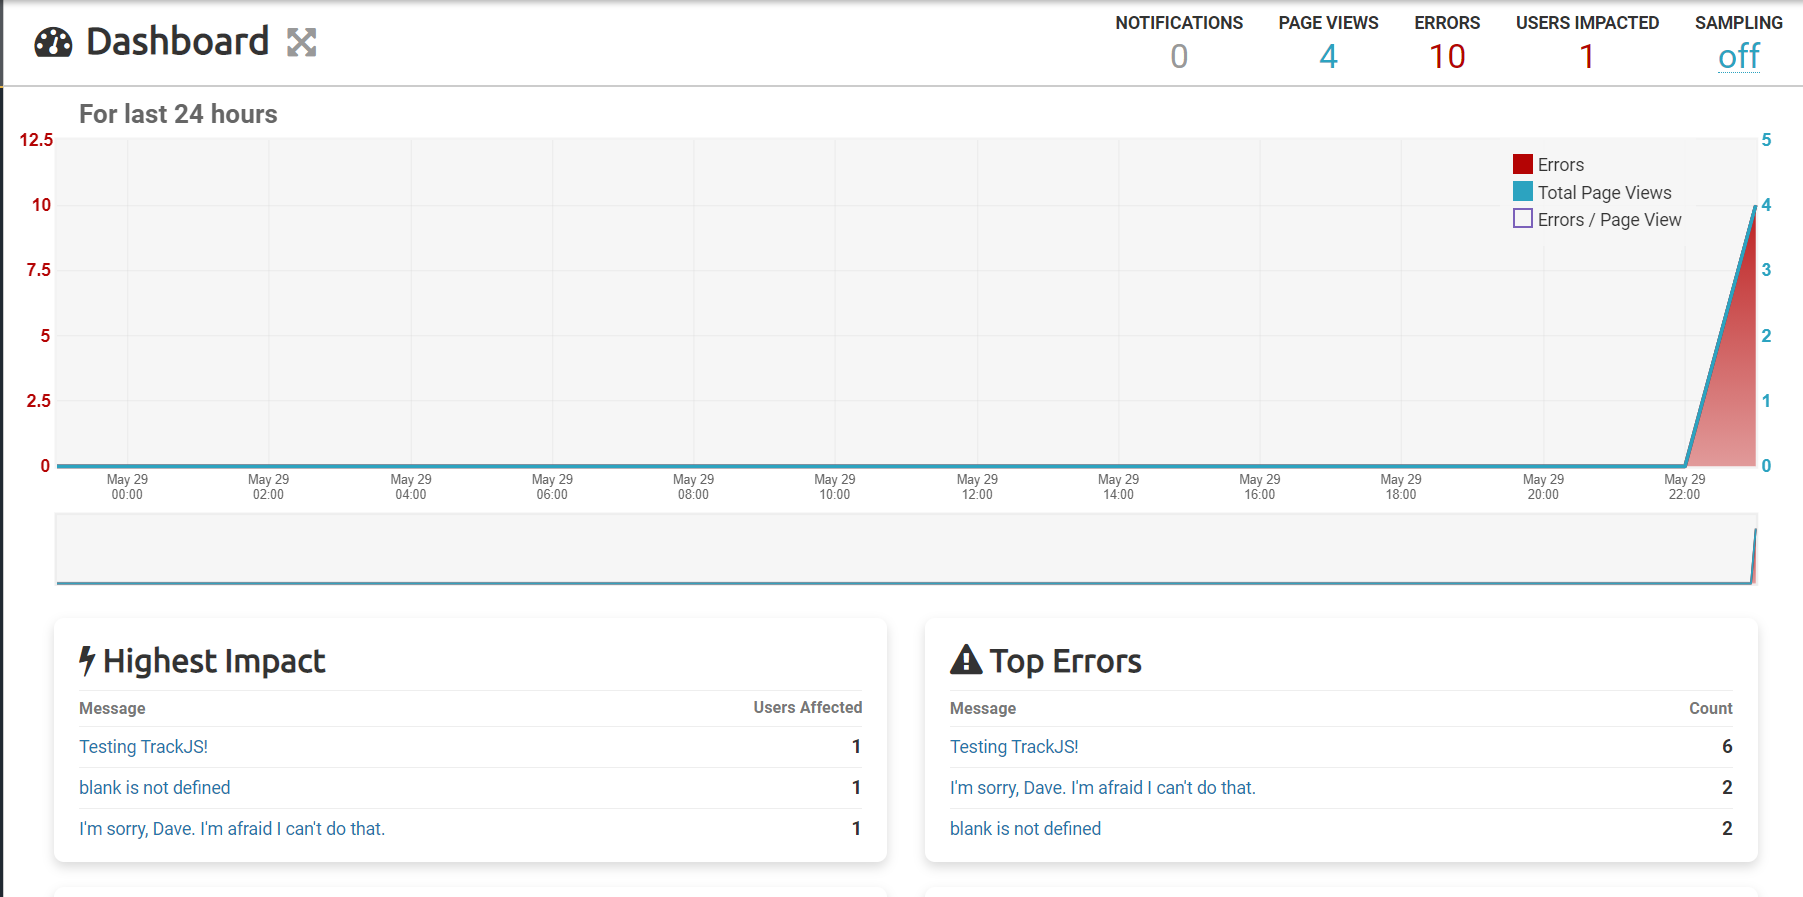 Dashboard
NOTIFICATIONS PAGE VIEWS ERRORS USERS IMPACTED SAMPLING
0 4 10 1 off
For last 24 hours
12.5 5
Errors
Total Page Views
10 4
Errors / Page View
7.5 3
5 2
2.5 1
0 0
May 29 May 29 May 29 May 29 May 29 May 29 May 29 May 29 May 29 May 29 May 29 May 29
00:00 02:00 04:00 06:00 08:00 10:00 12:00 14:00 16:00 18:00 20:00 22:00
Highest Impact
Message Users Affected
Testing TrackJS! 1
blank is not defined 1
I'm sorry, Dave. I'm afraid I can't do that. 1
Top Errors
Message Count
Testing TrackJS! 6
I'm sorry, Dave. I'm afraid I can't do that. 2
blank is not defined 2